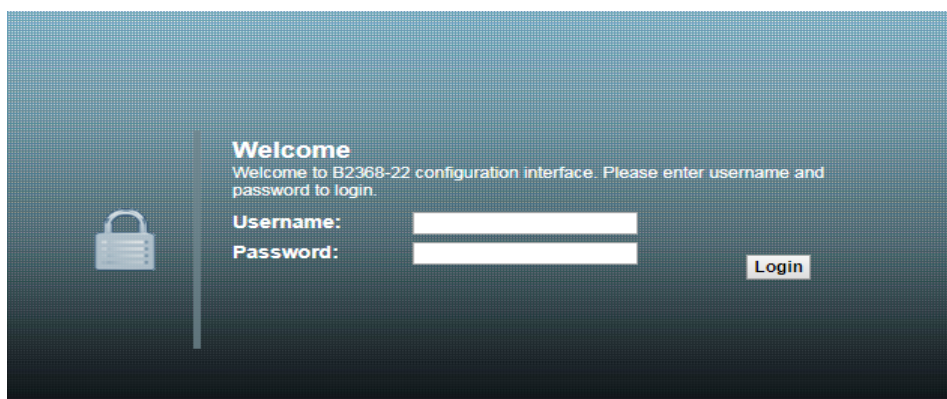 Welcome
Welcome to B2368-22 configuration interface. Please enter username and
password to login.
Username:
Password:
Login